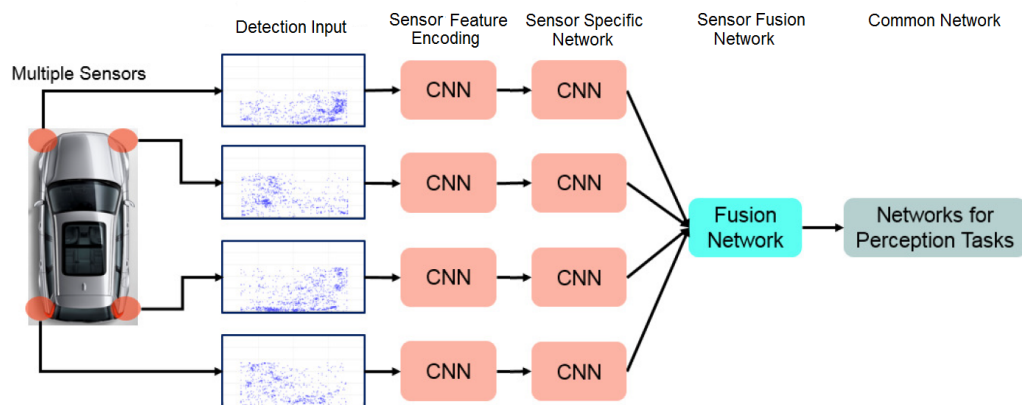 Detection Input
Sensor Feature
Encoding
Sensor Specific
Network
Sensor Fusion
Network
Common Network
Multiple Sensors
CNN
CNN
CNN
CNN
CNN
CNN
CNN
CNN
Fusion
Network
Networks for
Perception Tasks